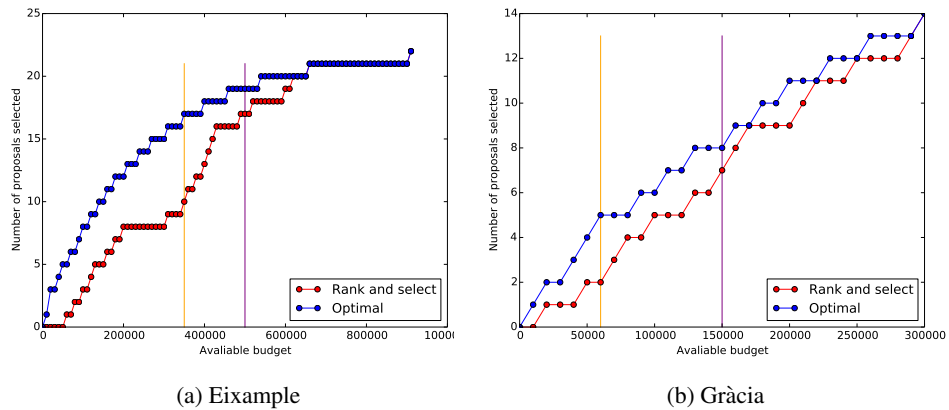 25
20
15
10
5
0
Number of proposals selected
0
200000
400000
600000
800000
10000
Avaliable budget
Rank and select
Optimal
(a) Eixample
14
12
10
8
6
4
2
0
Number of proposals selected
0
50000
100000
150000
200000
250000
300000
Avaliable budget
Rank and select
Optimal
(b) Gràcia